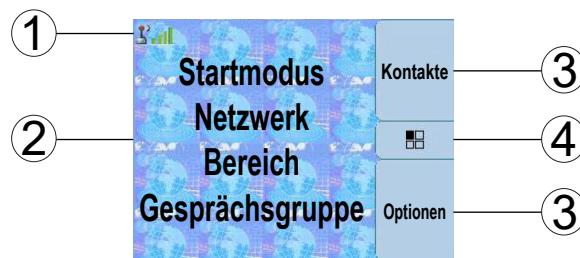 1
Startmodus
Netzwerk
Bereich
Gesprächsgruppe
2
Kontakte
3
4
Optionen
3